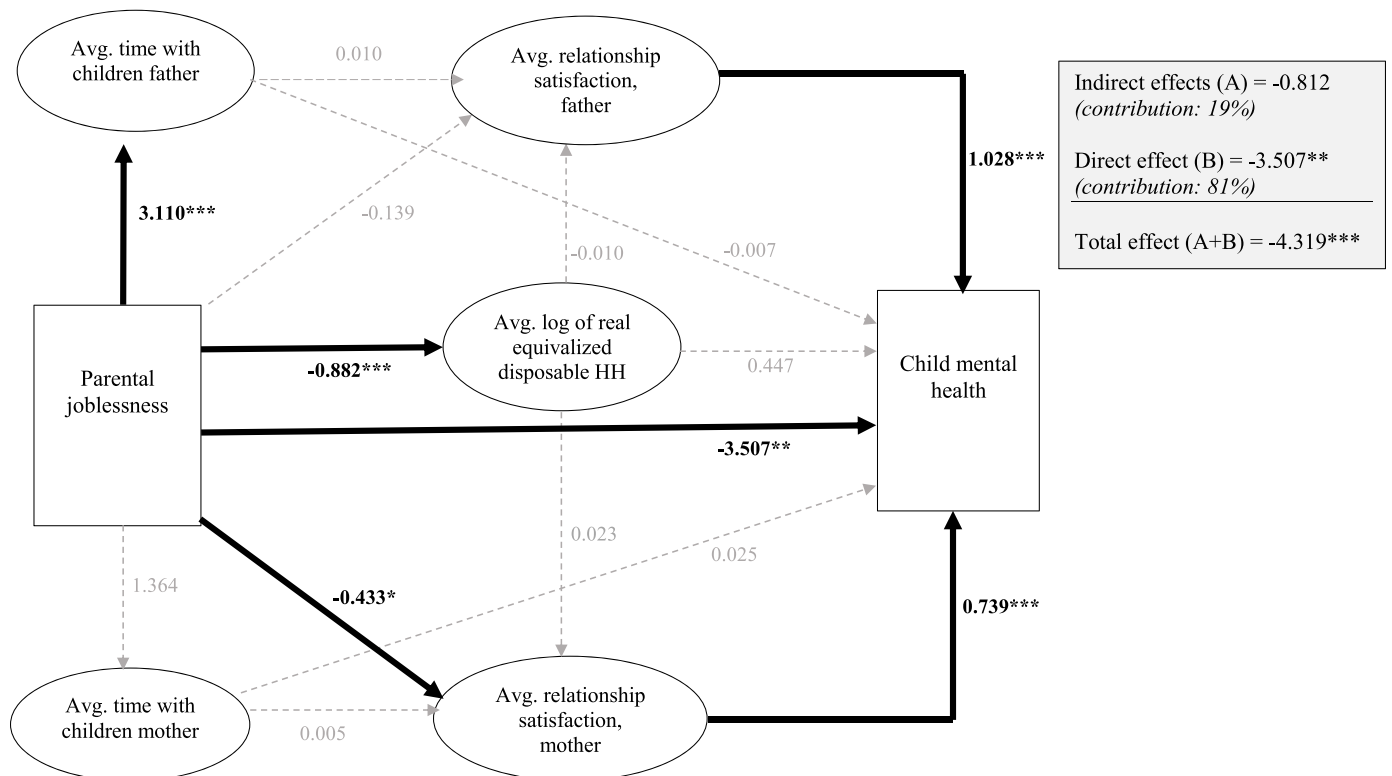 Avg. time with
children father
0.010
Avg. relationship
satisfaction,
father
Indirect effects (A) = -0.812
(contribution: 19%)
Direct effect (B) = -3.507**
(contribution: 81%)
Total effect (A+B) = -4.319***
1.028***
3.110***
-0.139
-0.010
-0.007
Parental
joblessness
-0.882***
Avg. log of real
equivalized
disposable HH
0.447
Child mental
health
-3.507**
0.023
0.025
1.364
-0.433*
0.739***
Avg. time with
children mother
0.005
Avg. relationship
satisfaction,
mother